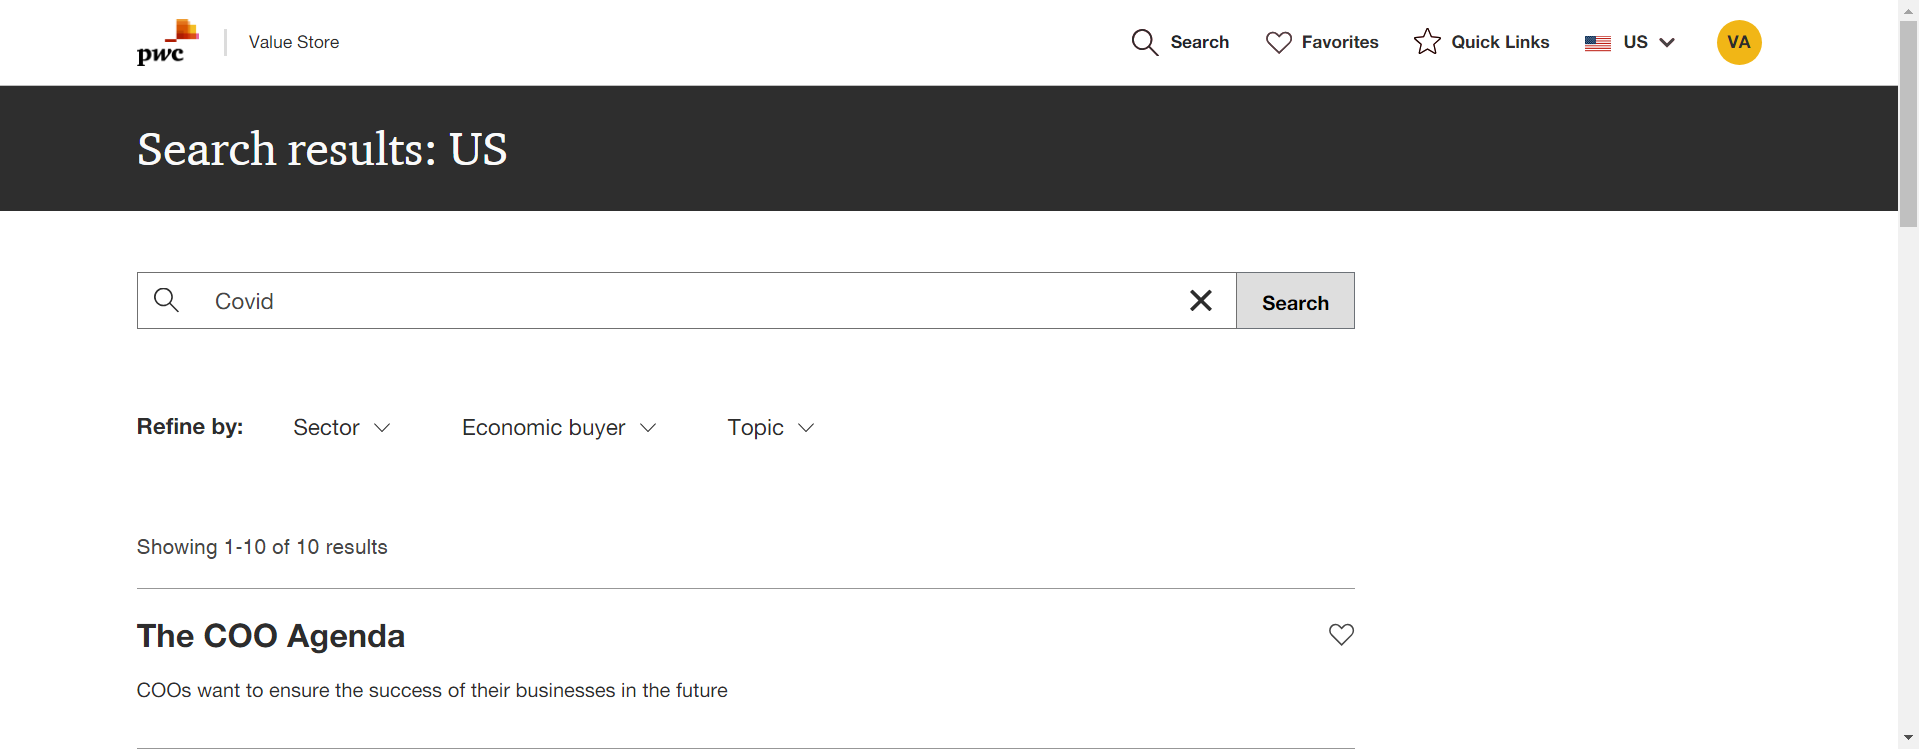 pwc
Value Store
Search
Favorites
Quick Links
US
VA
Search results: US
Covid
Search
Refine by:
Sector
Economic buyer
Topic
Showing 1-10 of 10 results
The COO Agenda
COOs want to ensure the success of their businesses in the future